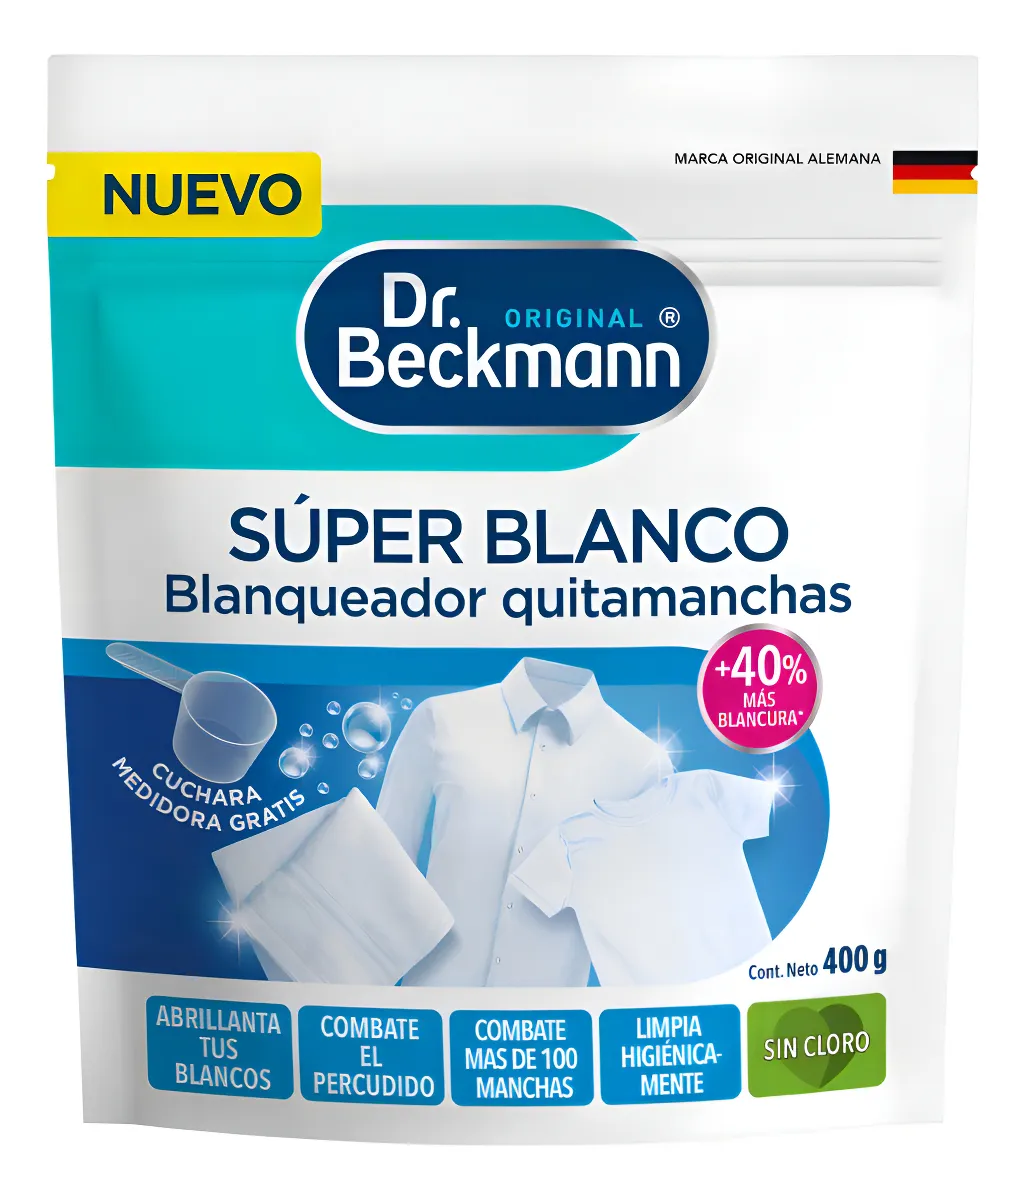 MARCA ORIGINAL ALEMANA
NUEVO
Dr.
ORIGINAL ®
Beckmann
SÚPER BLANCO
Blanqueador quitamanchas
+40%
MÁS
BLANCURA*
CUCHARA
MEDIDORA GRATIS
Cont. Neto 400 g
ABRILLANTA
TUS
BLANCOS
COMBATE
EL
PERCUDIDO
COMBATE
MAS DE 100
MANCHAS
LIMPIA
HIGIÉNICA-
MENTE
SIN CLORO